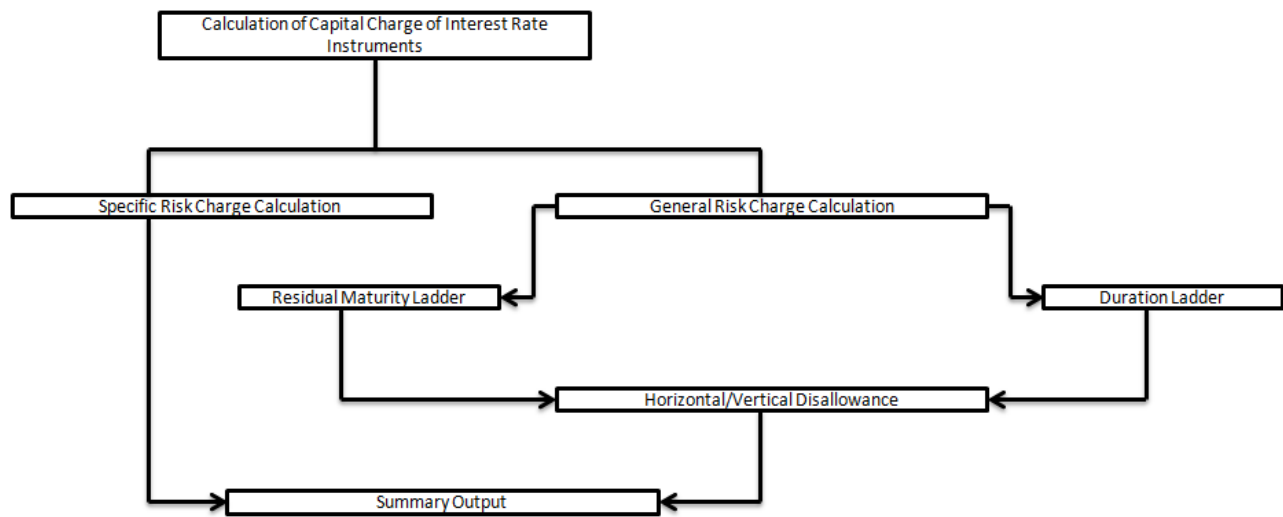 Calculation of Capital Charge of Interest Rate
Instruments
Specific Risk Charge Calculation
General Risk Charge Calculation
Residual Maturity Ladder
Duration Ladder
Horizontal/Vertical Disallowance
Summary Output